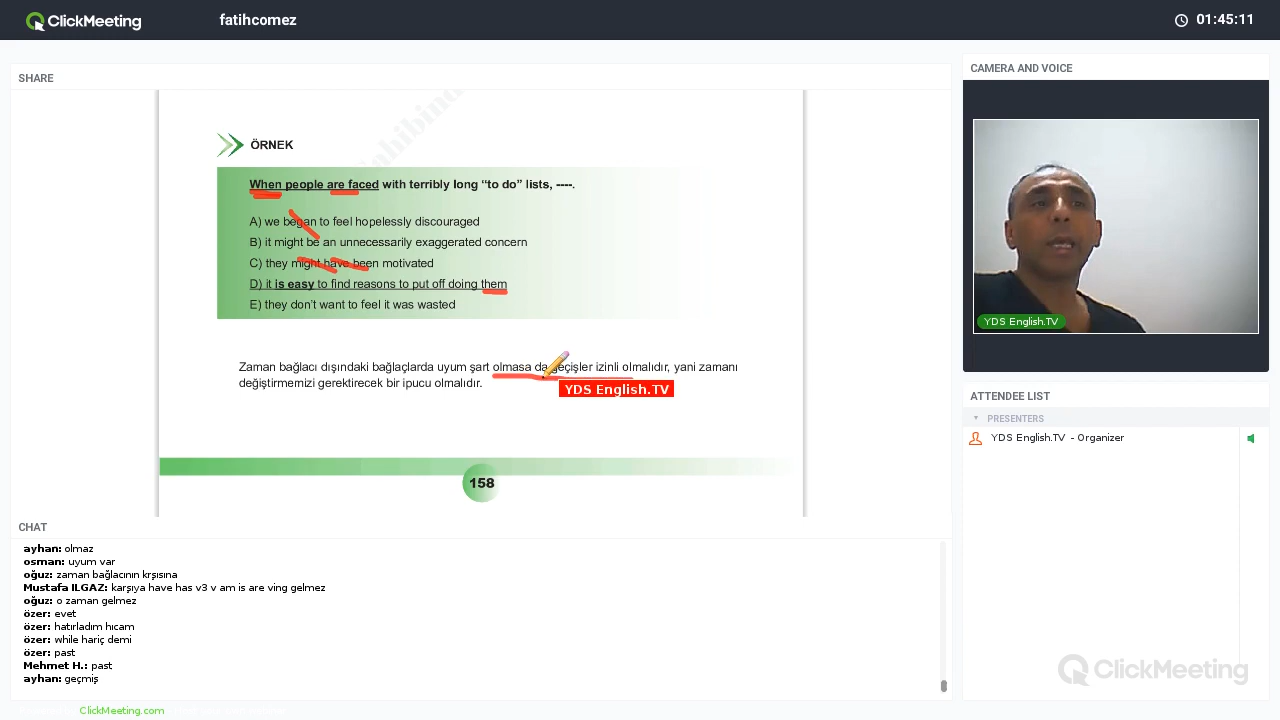 ClickMeeting
fatihcomez
01:45:11
SHARE
ÖRNEK
When people are faced with terribly long “to do” lists, ----.
A) we began to feel hopelessly discouraged
B) it might be an unnecessarily exaggerated concern
C) they might have been motivated
D) it is easy to find reasons to put off doing them
E) they don’t want to feel it was wasted
Zaman bağlacı dışındaki bağlaçlarda uyum şart olmasa da geçişler izinli olmalıdır, yani zamanı
değiştirmemizi gerektirecek bir ipucu olmalıdır.
YDS English.TV
158
CHAT
ayhan: olmaz
osman: uyum var
oğuz: zaman bağlacının krşısına
Mustafa ILGAZ: karşıya have has v3 v am is are ving gelmez
oğuz: o zaman gelmez
özer: evet
özer: hatırladım hıcam
özer: while hariç demi
özer: past
Mehmet H.: past
ayhan: geçmiş
ClickMeeting.com
CAMERA AND VOICE
YDS English.TV
ATTENDEE LIST
PRESENTERS
YDS English.TV - Organizer
ClickMeeting